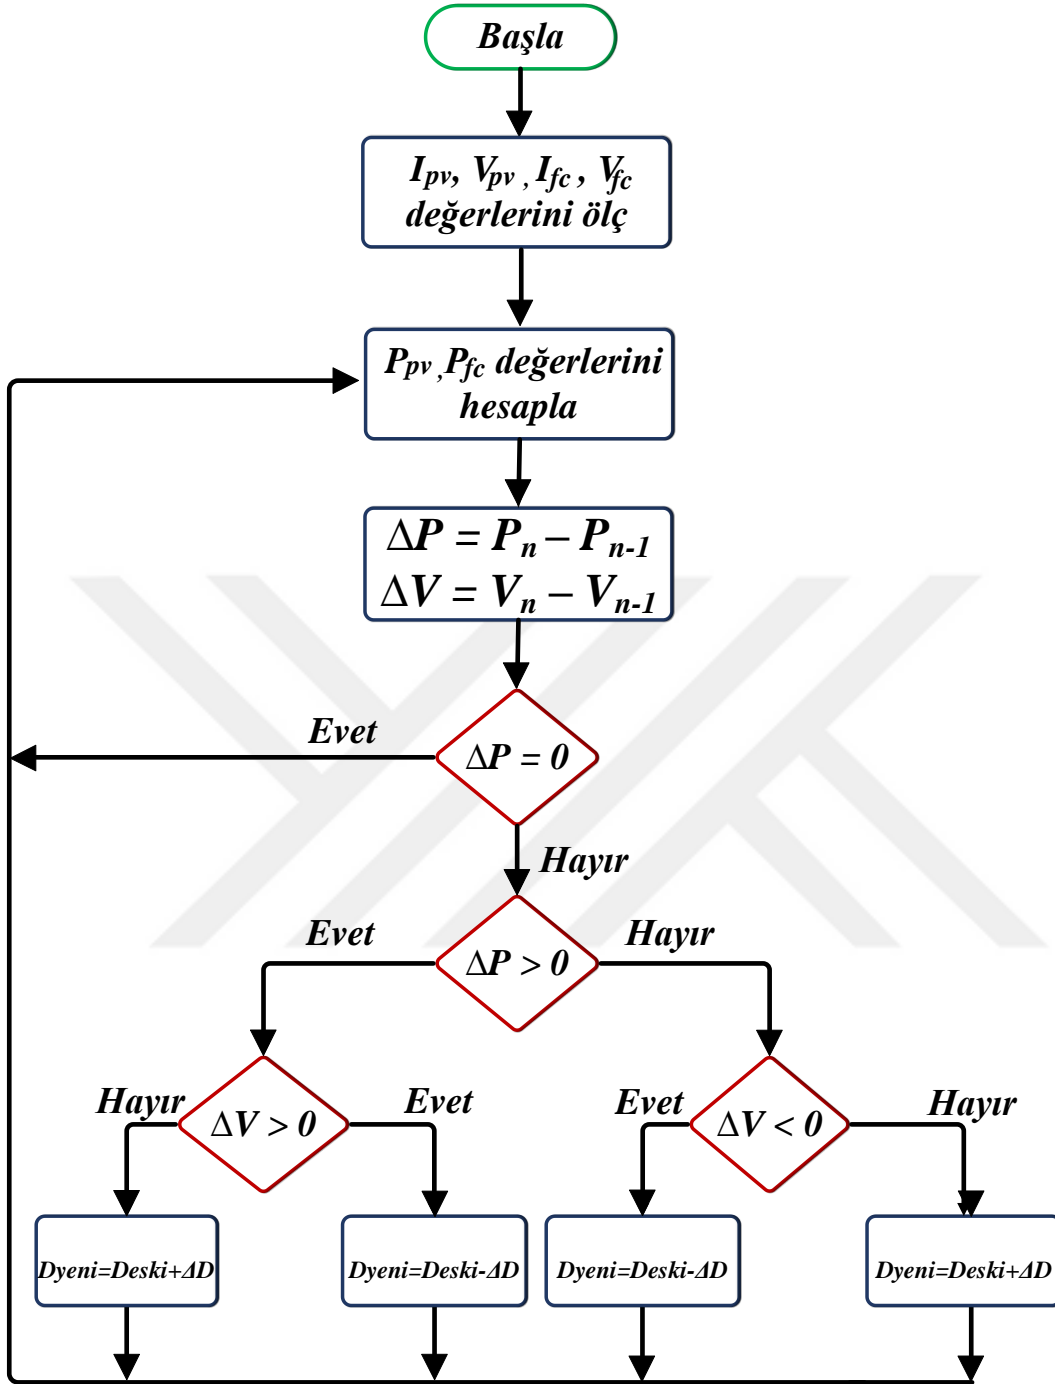 Başla
Ipv, Vpv , Ifc , Vfc
değerlerini ölç
Ppv ,Pfc değerlerini
hesapla
ΔP = Pn – Pn-1
ΔV = Vn – Vn-1
Evet
ΔP = 0
Hayır
Evet
ΔP > 0
Hayır
Hayır
ΔV > 0
Evet
Evet
ΔV < 0
Hayır
Dyeni=Deski+ΔD
Dyeni=Deski-ΔD
Dyeni=Deski-ΔD
Dyeni=Deski+ΔD